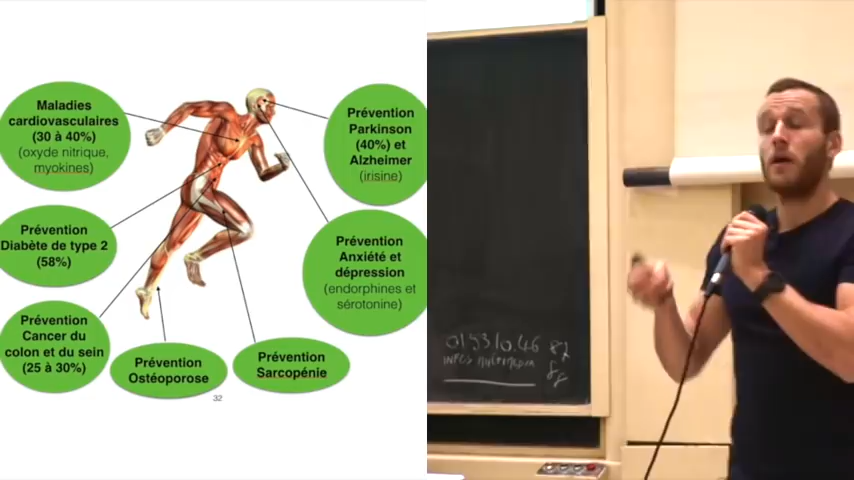 Maladies
cardiovasculaires
(30 à 40%)
(oxyde nitrique,
myokines)
Prévention
Parkinson
(40%) et
Alzheimer
(irisine)
Prévention
Diabète de type 2
(58%)
Prévention
Anxiété et
dépression
(endorphines et
sérotonine)
Prévention
Cancer du
colon et du sein
(25 à 30%)
Prévention
Ostéoporose
Prévention
Sarcopénie
32